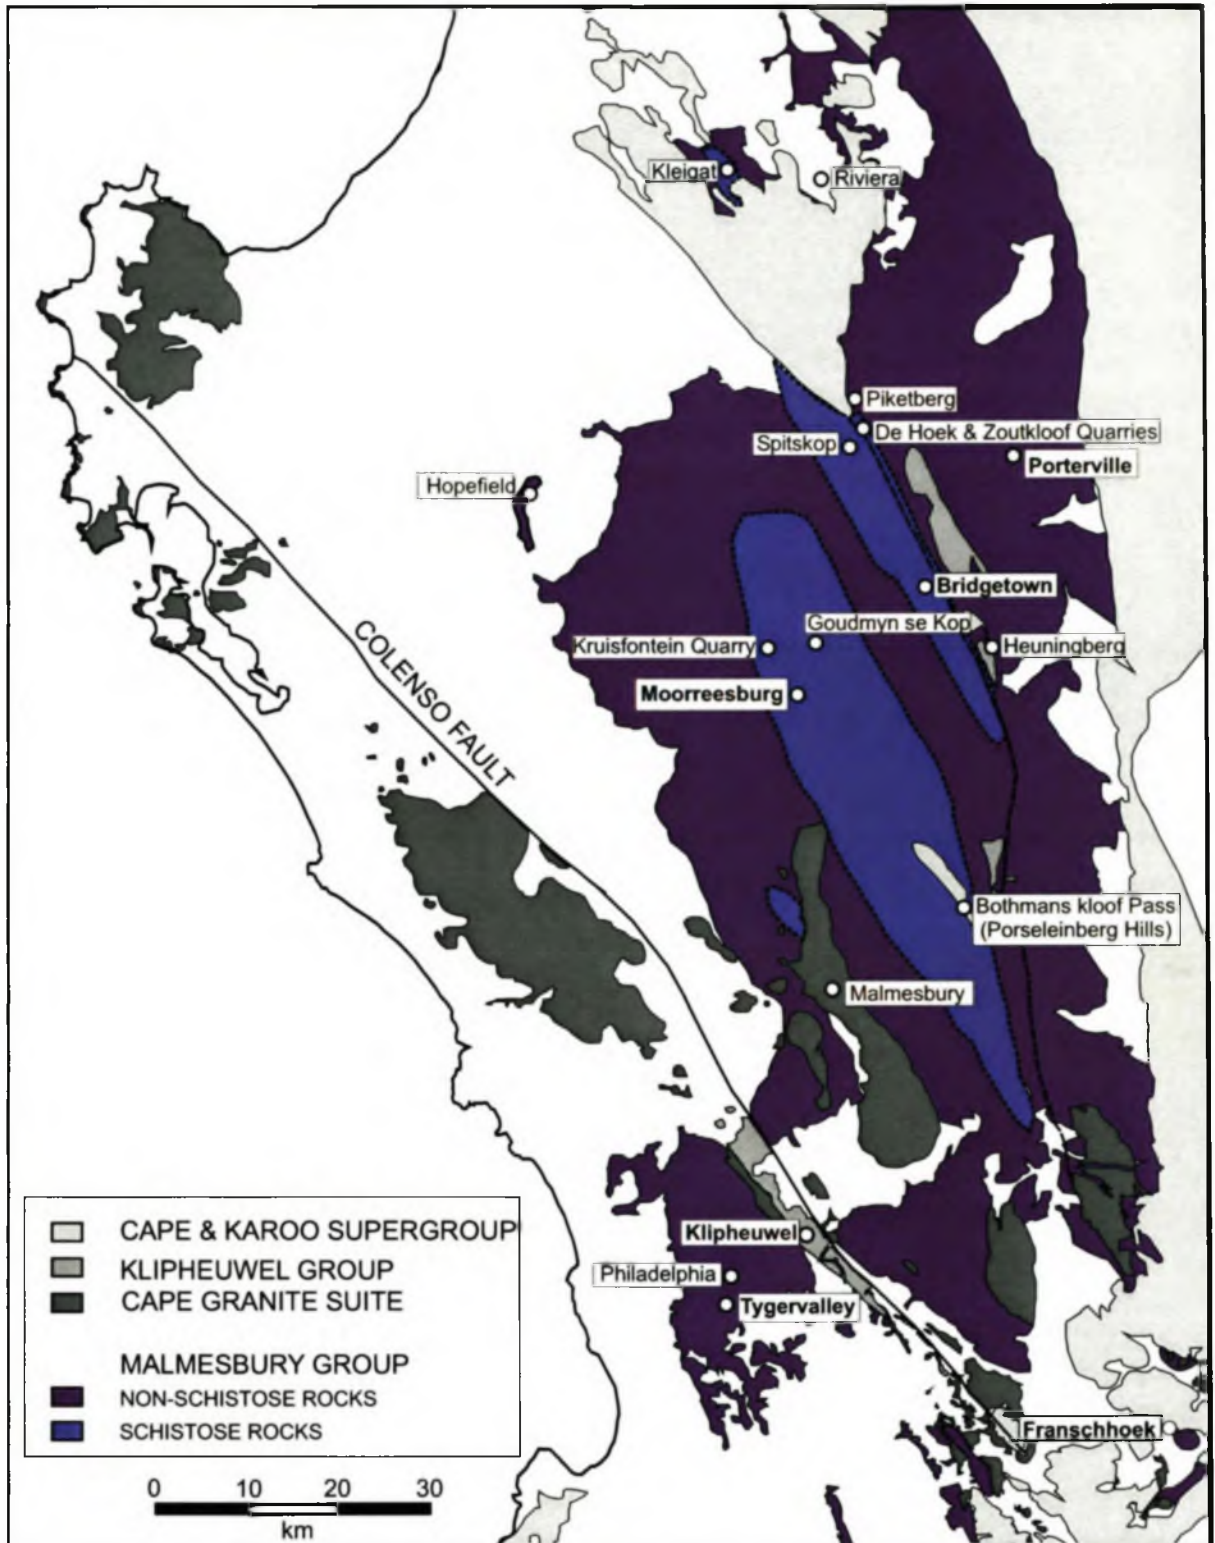 Kleigat
Riviera
Piketberg
De Hoek & Zoutkloof Quarries
Spitskop
Porterville
Hopefield
Bridgetown
Goudmyn se Kop
Kruisfontein Quarry
Heuningberg
Moorreesburg
COLENSO FAULT
Bothmans kloof Pass
(Porseleinberg Hills)
Malmesbury
Klipheuwel
Philadelphia
Tygervalley
Franschhoek
CAPE & KAROO SUPERGROUP
KLIPHEUWEL GROUP
CAPE GRANITE SUITE
MALMESBURY GROUP
NON-SCHISTOSE ROCKS
SCHISTOSE ROCKS
0 10 20 30
km